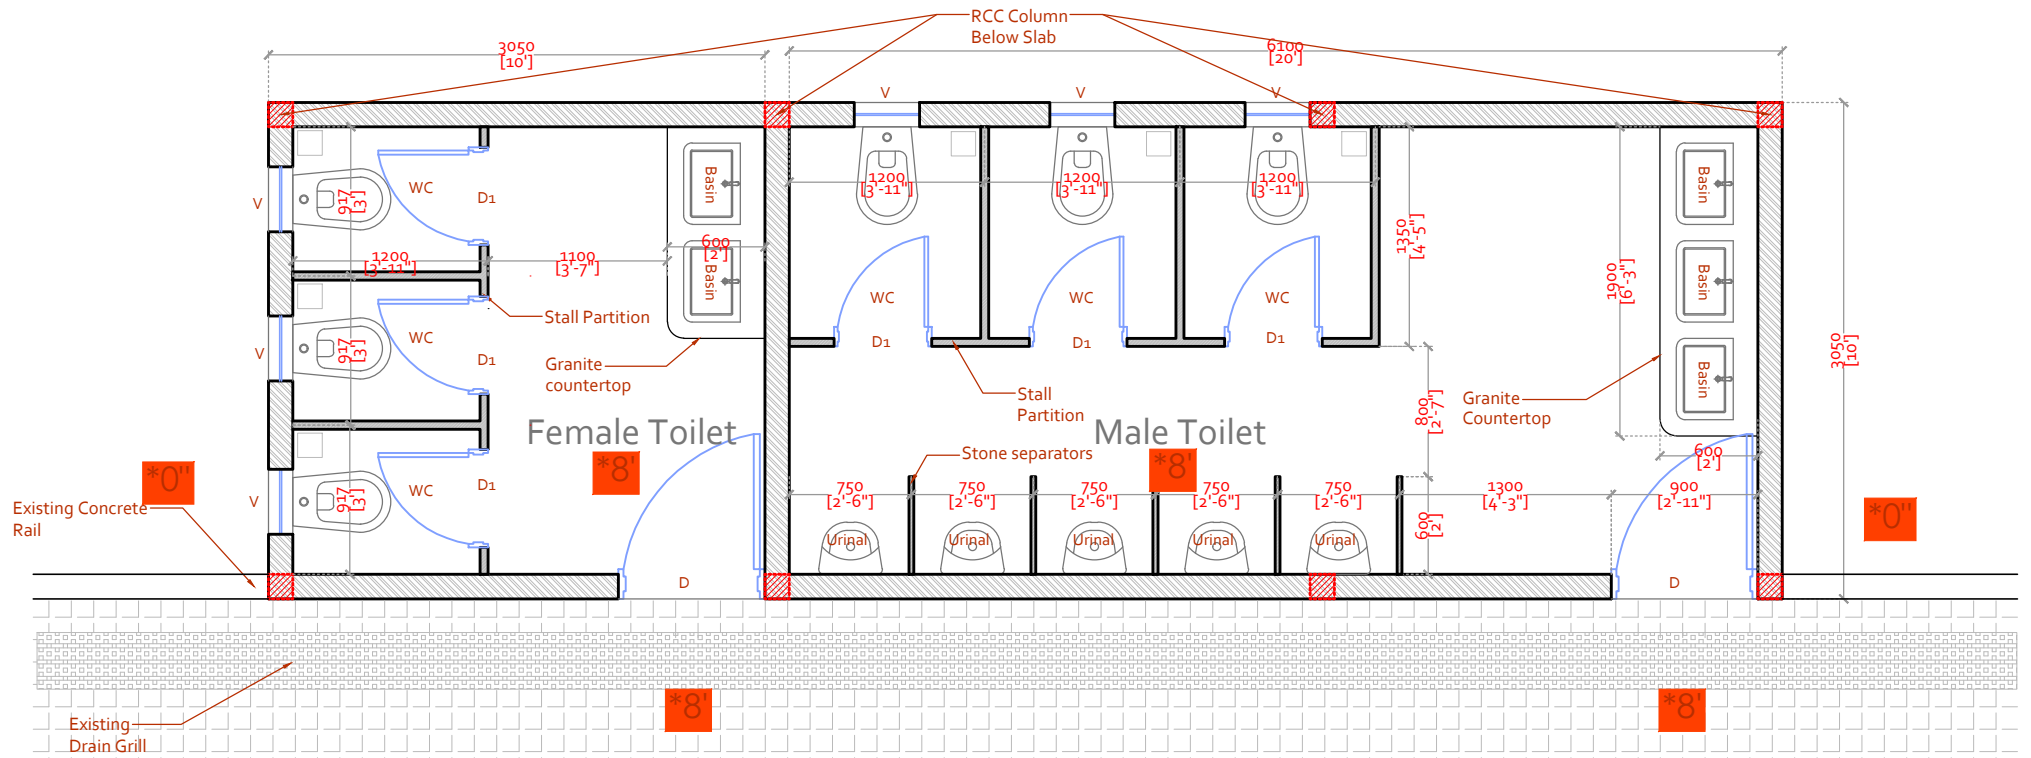 RCC Column
Below Slab
3050
[10']
6100
[20']
V
V
V
WC
D1
917
[3']
V
1200
[3'-11"]
1100
[3'-7"]
600
[2']
Basin
Basin
1200
[3'-11"]
1200
[3'-11"]
1200
[3'-11"]
1350
[4'-5"]
1900
[6'-3"]
Basin
Basin
Basin
3050
[10']
WC
WC
WC
D1
D1
D1
Stall Partition
WC
D1
917
[3']
V
Granite
countertop
Stall
Partition
Granite
Countertop
800
[2'-7"]
Female Toilet
Male Toilet
*0"
*8'
Stone separators
*8'
600
[2']
WC
D1
917
[3']
V
Existing Concrete
Rail
750
[2'-6"]
750
[2'-6"]
750
[2'-6"]
750
[2'-6"]
750
[2'-6"]
1300
[4'-3"]
900
[2'-11"]
600
[2']
*0"
Urinal
Urinal
Urinal
Urinal
Urinal
D
D
*8'
*8'
Existing
Drain Grill